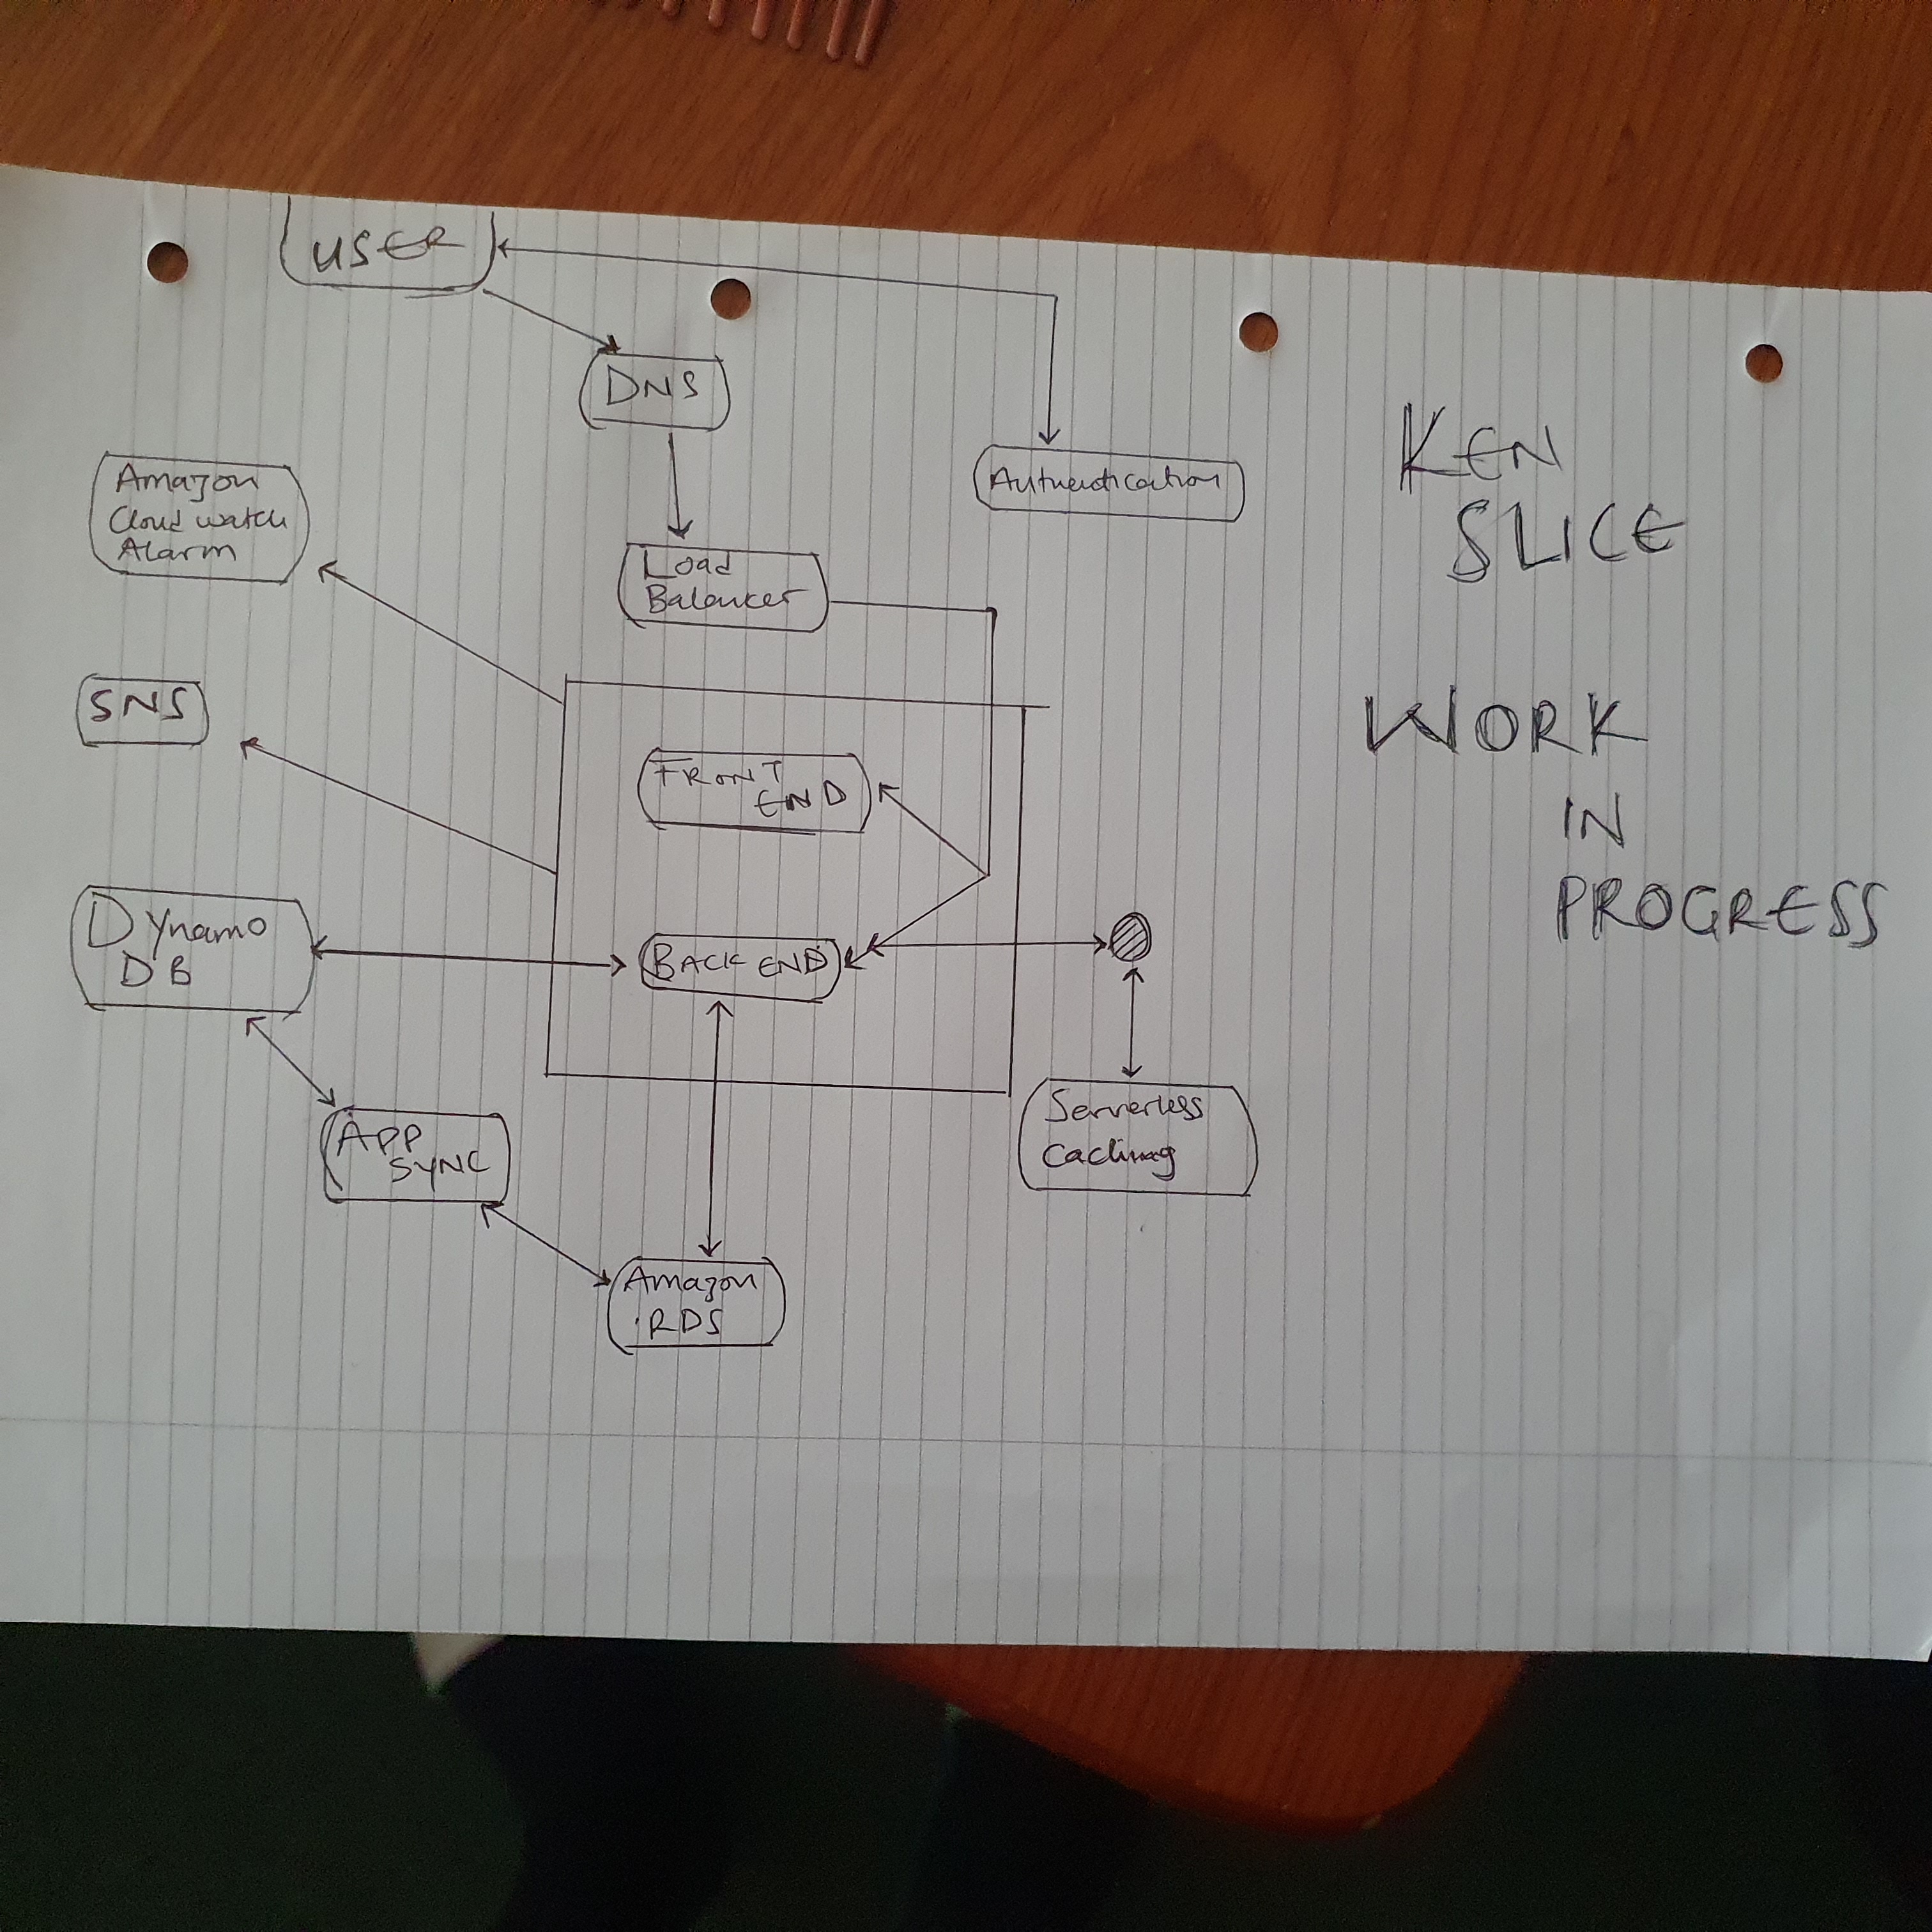 USER
DNS
Authentication
Amazon
Cloud watch
Alarm
Load
Balancer
SNS
FRONT
END
Dynamo
DB
BACK END
APP
SYNC
Serverless
Caching
Amazon
RDS
KEN
SLICE
WORK
IN
PROGRESS